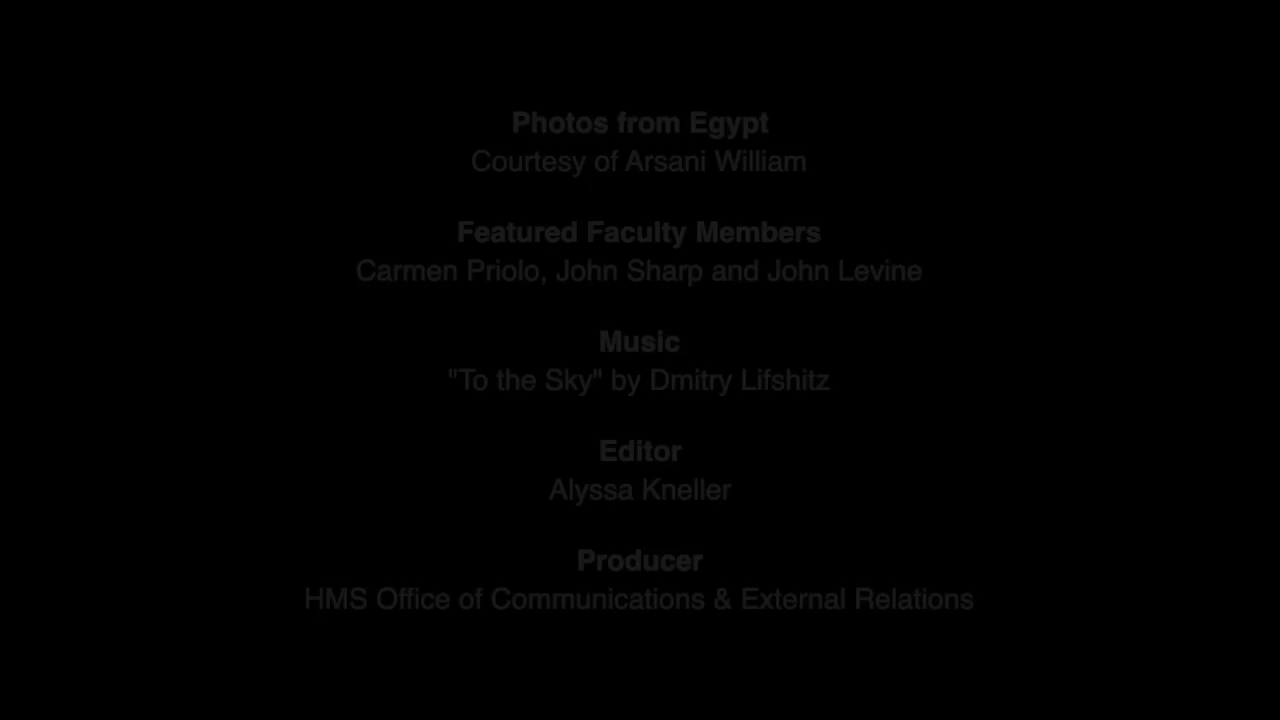 Photos from Egypt
Courtesy of Arsani William
Featured Faculty Members
Carmen Priolo, John Sharp and John Levine
Music
"To the Sky" by Dmitry Lifshitz
Editor
Alyssa Kneller
Producer
HMS Office of Communications & External Relations